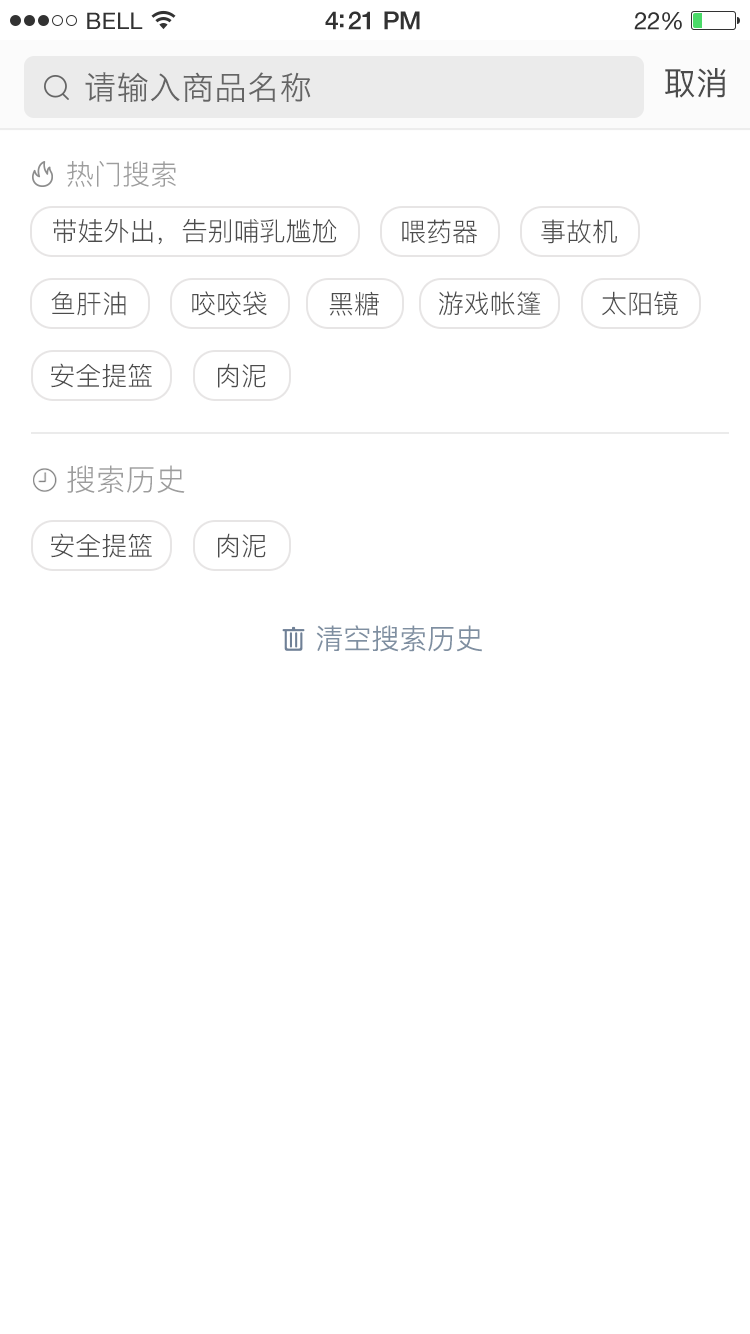 BELL 4:21 PM 22%
请输入商品名称 取消
热门搜索
带娃外出，告别哺乳尴尬 喂药器 事故机
鱼肝油 咬咬袋 黑糖 游戏帐篷 太阳镜
安全提篮 肉泥
搜索历史
安全提篮 肉泥
清空搜索历史